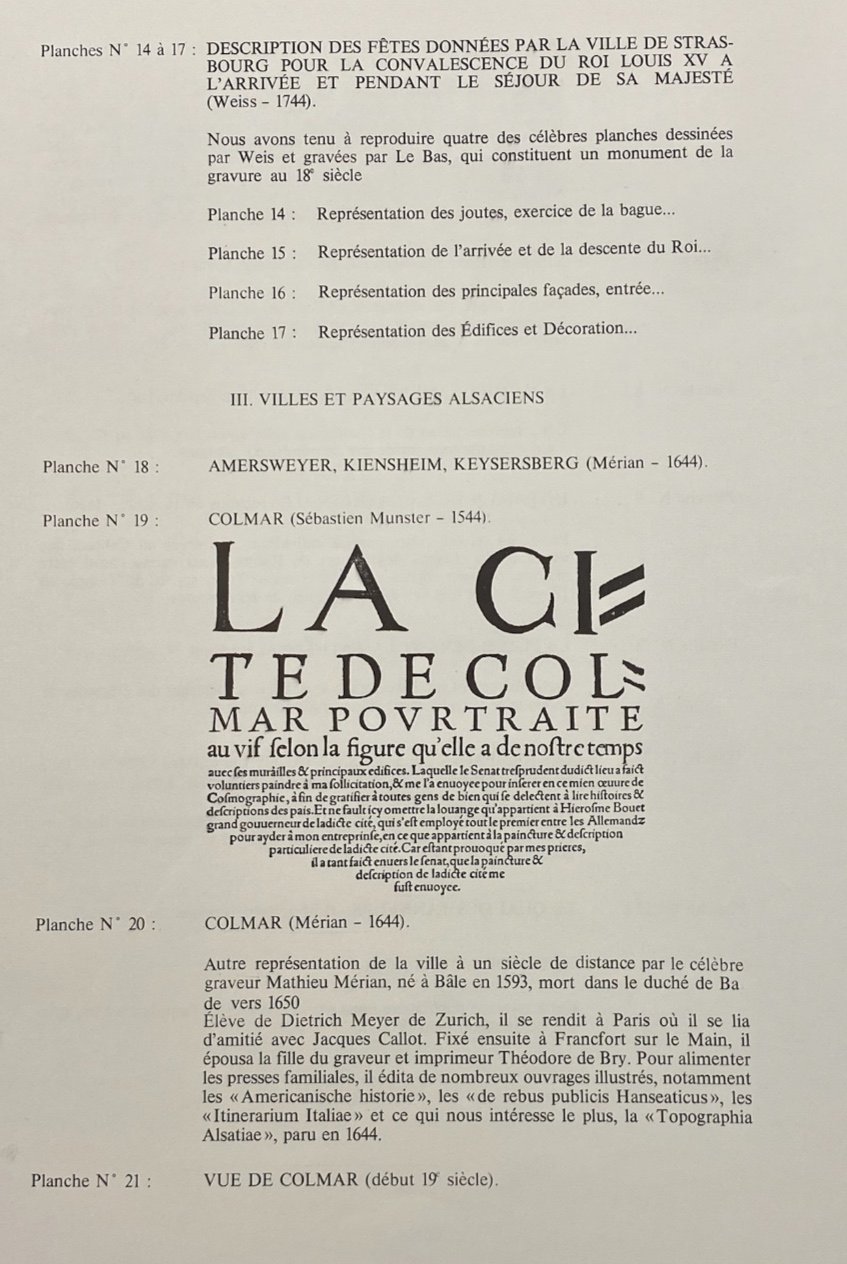 Planches N° 14 à 17 : DESCRIPTION DES FÊTES DONNÉES PAR LA VILLE DE STRAS-
BOURG POUR LA CONVALESCENCE DU ROI LOUIS XV A
L'ARRIVÉE ET PENDANT LE SÉJOUR DE SA MAJESTÉ
(Weiss – 1744).
Nous avons tenu à reproduire quatre des célèbres planches dessinées
par Weis et gravées par Le Bas, qui constituent un monument de la
gravure au 18e siècle
Planche 14 : Représentation des joutes, exercice de la bague...
Planche 15 : Représentation de l'arrivée et de la descente du Roi...
Planche 16 : Représentation des principales façades, entrée...
Planche 17 : Représentation des Édifices et Décoration...
III. VILLES ET PAYSAGES ALSACIENS
Planche N° 18 : AMERSWEYER, KIENSHEIM, KEYSERSBERG (Mérian – 1644).
Planche N° 19 : COLMAR (Sébastien Munster – 1544).
LA CI=
TE DE COL=
MAR POVRTRAITE
au vif ſelon la figure qu'elle a de noſtre temps
auec ſes muràilles & principaux edifices. Laquelle le Senat treſprudent dudict lieu a faict
voluntiers paindre à ma ſollicitation, & me l'a enuoyee pour inſerer en ce mien œuure de
Coſmographie, à fin de gratifier à toutes gens de bien qui ſe delectent à lire hiſtoires &
deſcriptions des pais. Et ne fault icy omettre la louange qu'appartient à Hieroſme Bouet
grand gouuerneur de ladicte cité, qui s'eſt employé tout le premier entre les Allemandz
pour ayder à mon entreprinſe, en ce que appartient à la paincture & deſcription
particuliere de ladicte cité. Car eſtant prouoqué par mes prieres,
il a tant faict enuers le ſenat, que la paincture &
deſcription de ladicte cité me
fuſt enuoyee.
Planche N° 20 : COLMAR (Mérian – 1644).
Autre représentation de la ville à un siècle de distance par le célèbre
graveur Mathieu Mérian, né à Bâle en 1593, mort dans le duché de Ba
de vers 1650
Élève de Dietrich Meyer de Zurich, il se rendit à Paris où il se lia
d'amitié avec Jacques Callot. Fixé ensuite à Francfort sur le Main, il
épousa la fille du graveur et imprimeur Théodore de Bry. Pour alimenter
les presses familiales, il édita de nombreux ouvrages illustrés, notamment
les «Americanische historie», les «de rebus publicis Hanseaticus», les
«Itinerarium Italiae» et ce qui nous intéresse le plus, la «Topographia
Alsatiae», paru en 1644.
Planche N° 21 : VUE DE COLMAR (début 19e siècle).